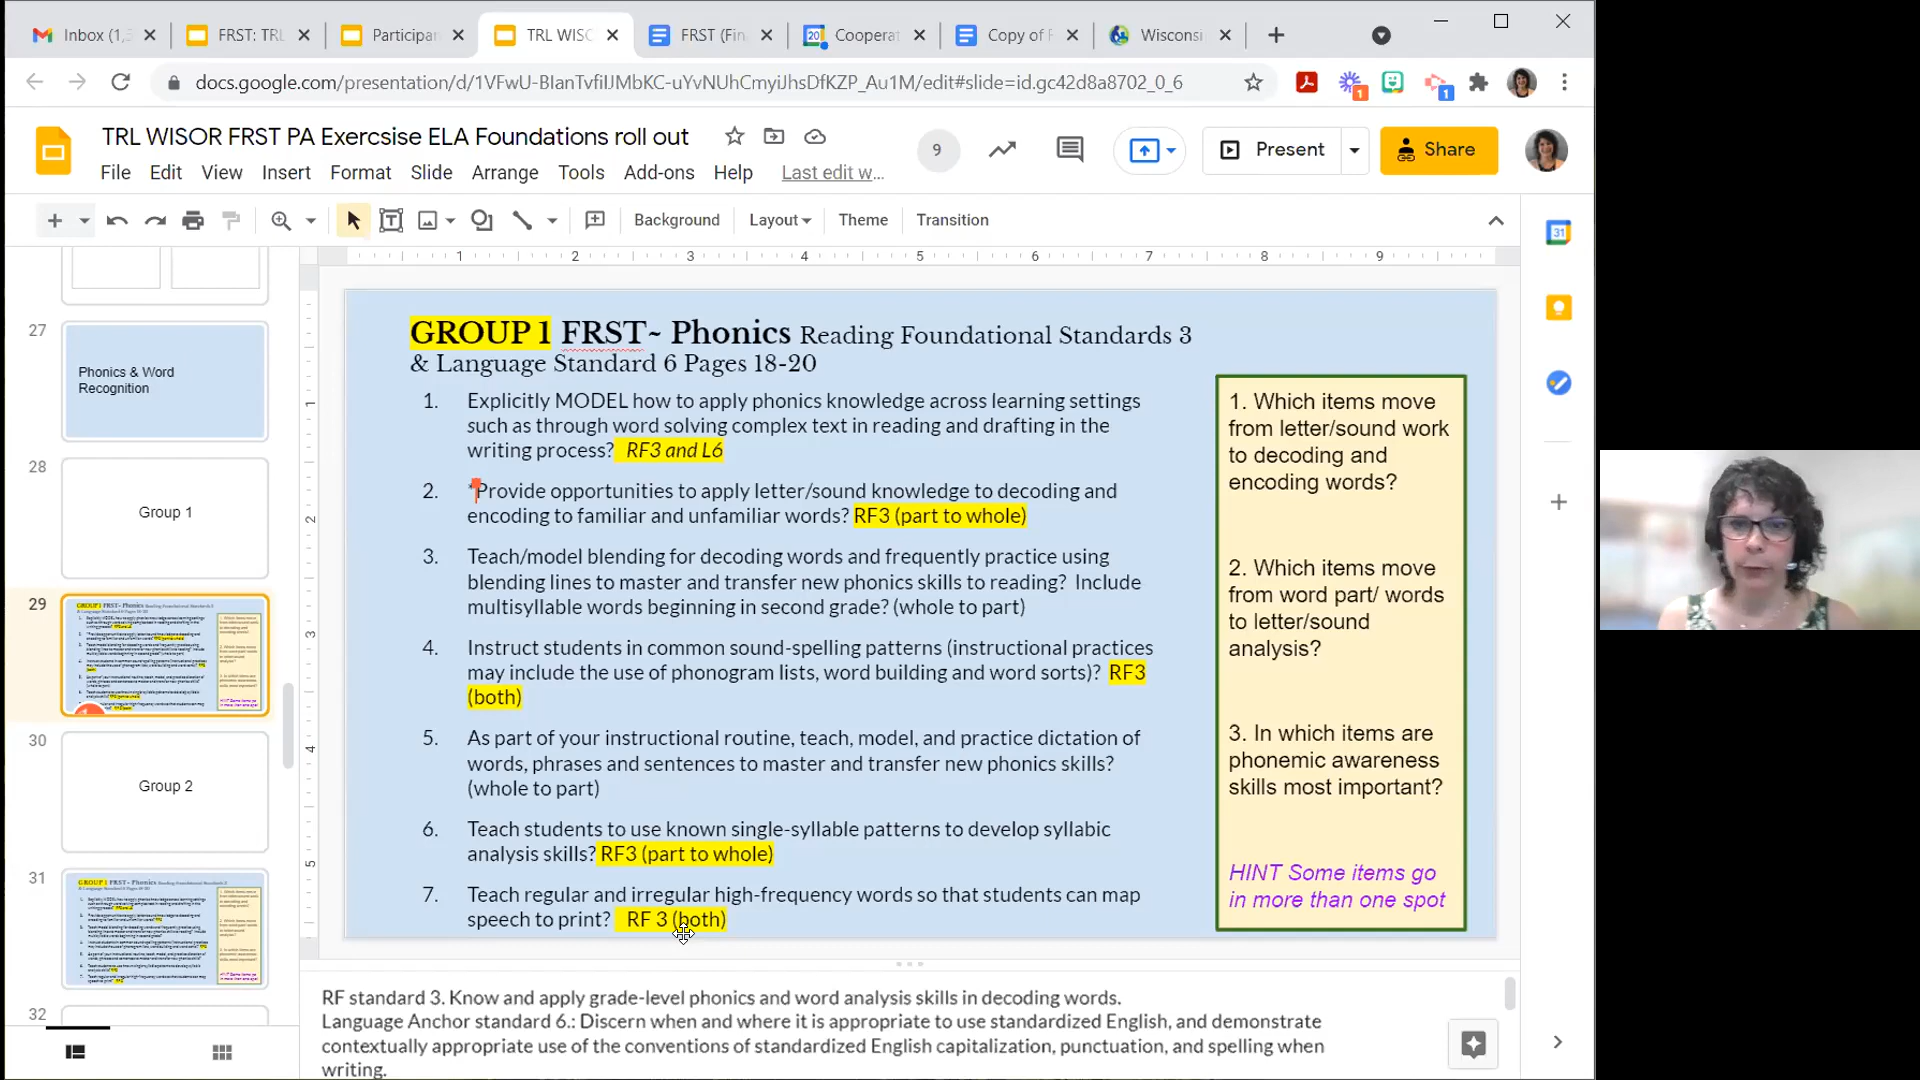 Inbox (1,3
FRST: TRL
Participan
TRL WISC
FRST (Fin
Cooperat
Copy of F
Wisconsi
docs.google.com/presentation/d/1VFwU-BIanTvfiIJMbKC-uYvNUhCmyiJhsDfKZP_Au1M/edit#slide=id.gc42d8a8702_0_6
TRL WISOR FRST PA Exercsise ELA Foundations roll out
9
Present
Share
File Edit View Insert Format Slide Arrange Tools Add-ons Help Last edit w...
Background Layout Theme Transition
1 2 3 4 5 6 7 8 9
27
Phonics & Word
Recognition
28
Group 1
29
30
Group 2
31
32
GROUP 1 FRST~ Phonics Reading Foundational Standards 3
& Language Standard 6 Pages 18-20
1. Explicitly MODEL how to apply phonics knowledge across learning settings
such as through word solving complex text in reading and drafting in the
writing process? RF3 and L6
2. *Provide opportunities to apply letter/sound knowledge to decoding and
encoding to familiar and unfamiliar words? RF3 (part to whole)
3. Teach/model blending for decoding words and frequently practice using
blending lines to master and transfer new phonics skills to reading? Include
multisyllable words beginning in second grade? (whole to part)
4. Instruct students in common sound-spelling patterns (instructional practices
may include the use of phonogram lists, word building and word sorts)? RF3
(both)
5. As part of your instructional routine, teach, model, and practice dictation of
words, phrases and sentences to master and transfer new phonics skills?
(whole to part)
6. Teach students to use known single-syllable patterns to develop syllabic
analysis skills? RF3 (part to whole)
7. Teach regular and irregular high-frequency words so that students can map
speech to print? RF 3 (both)
1. Which items move
from letter/sound work
to decoding and
encoding words?
2. Which items move
from word part/ words
to letter/sound
analysis?
3. In which items are
phonemic awareness
skills most important?
HINT Some items go
in more than one spot
RF standard 3. Know and apply grade-level phonics and word analysis skills in decoding words.
Language Anchor standard 6.: Discern when and where it is appropriate to use standardized English, and demonstrate
contextually appropriate use of the conventions of standardized English capitalization, punctuation, and spelling when
writing.